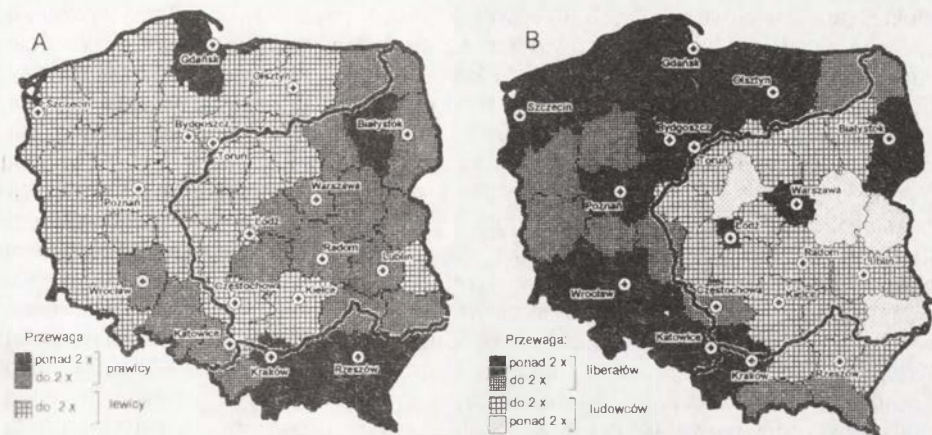 A
Gdańsk
Olsztyn
Szczecin
Bydgoszcz
Białystok
Toruń
Poznań
Warszawa
Łódź
Radom
Lublin
Wrocław
Częstochowa
Kielce
Katowice
Kraków
Rzeszów
Przewaga
ponad 2 x
do 2 x
prawicy
do 2 x
lewicy
B
Gdańsk
Olsztyn
Szczecin
Bydgoszcz
Białystok
Toruń
Poznań
Warszawa
Łódź
Radom
Lublin
Wrocław
Częstochowa
Kielce
Katowice
Kraków
Rzeszów
Przewaga:
ponad 2 x
do 2 x
liberałów
do 2 x
ponad 2 x
ludowców